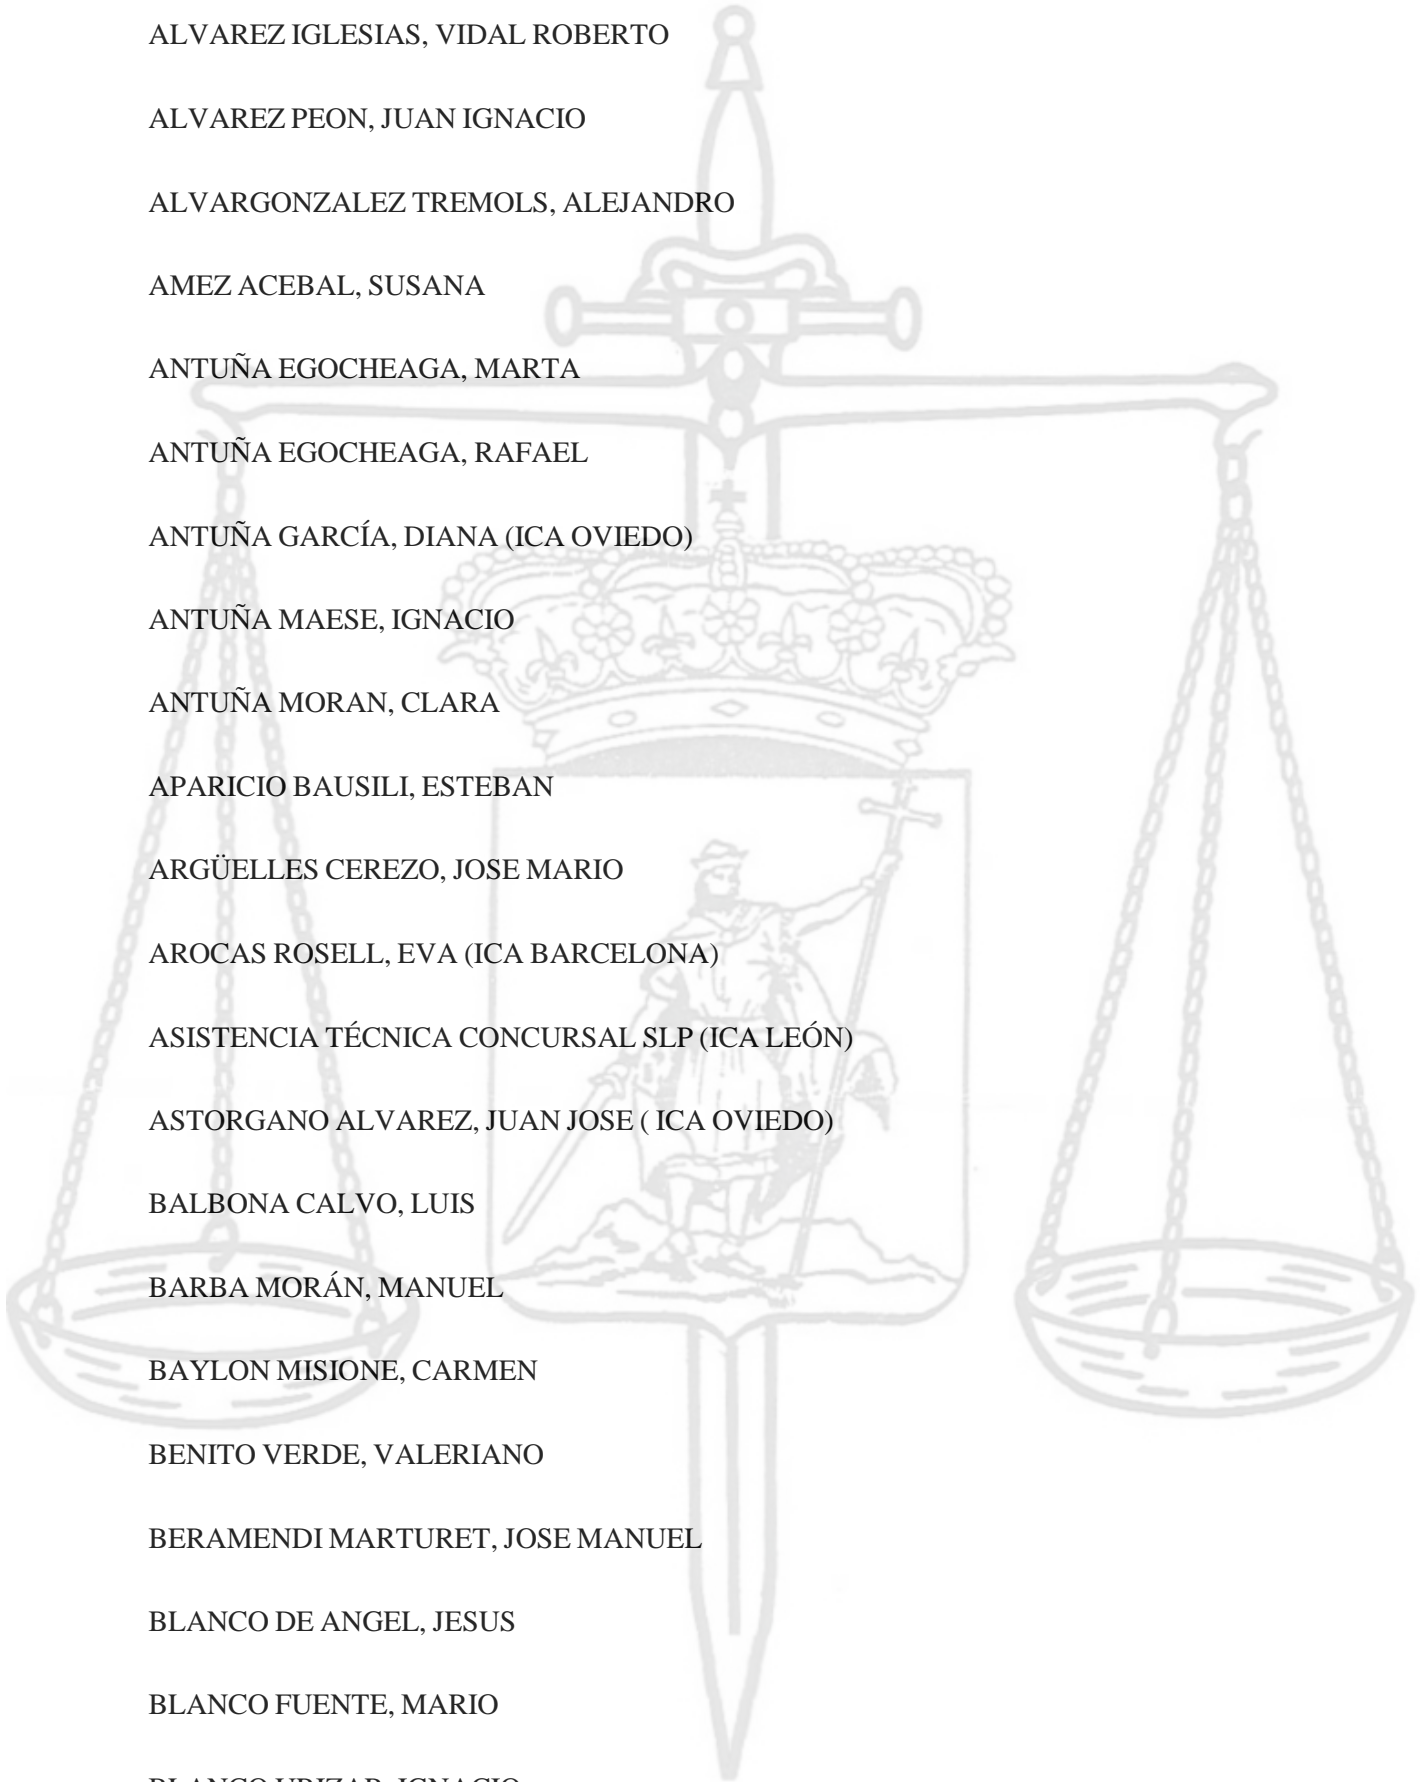 ALVAREZ IGLESIAS, VIDAL ROBERTO
ALVAREZ PEON, JUAN IGNACIO
ALVARGONZALEZ TREMOLS, ALEJANDRO
AMEZ ACEBAL, SUSANA
ANTUÑA EGOCHEAGA, MARTA
ANTUÑA EGOCHEAGA, RAFAEL
ANTUÑA GARCÍA, DIANA (ICA OVIEDO)
ANTUÑA MAESE, IGNACIO
ANTUÑA MORAN, CLARA
APARICIO BAUSILI, ESTEBAN
ARGÜELLES CEREZO, JOSE MARIO
AROCAS ROSELL, EVA (ICA BARCELONA)
ASISTENCIA TÉCNICA CONCURSAL SLP (ICA LEÓN)
ASTORGANO ALVAREZ, JUAN JOSE ( ICA OVIEDO)
BALBONA CALVO, LUIS
BARBA MORÁN, MANUEL
BAYLON MISIONE, CARMEN
BENITO VERDE, VALERIANO
BERAMENDI MARTURET, JOSE MANUEL
BLANCO DE ANGEL, JESUS
BLANCO FUENTE, MARIO
BLANCO URIZAR, IGNACIO